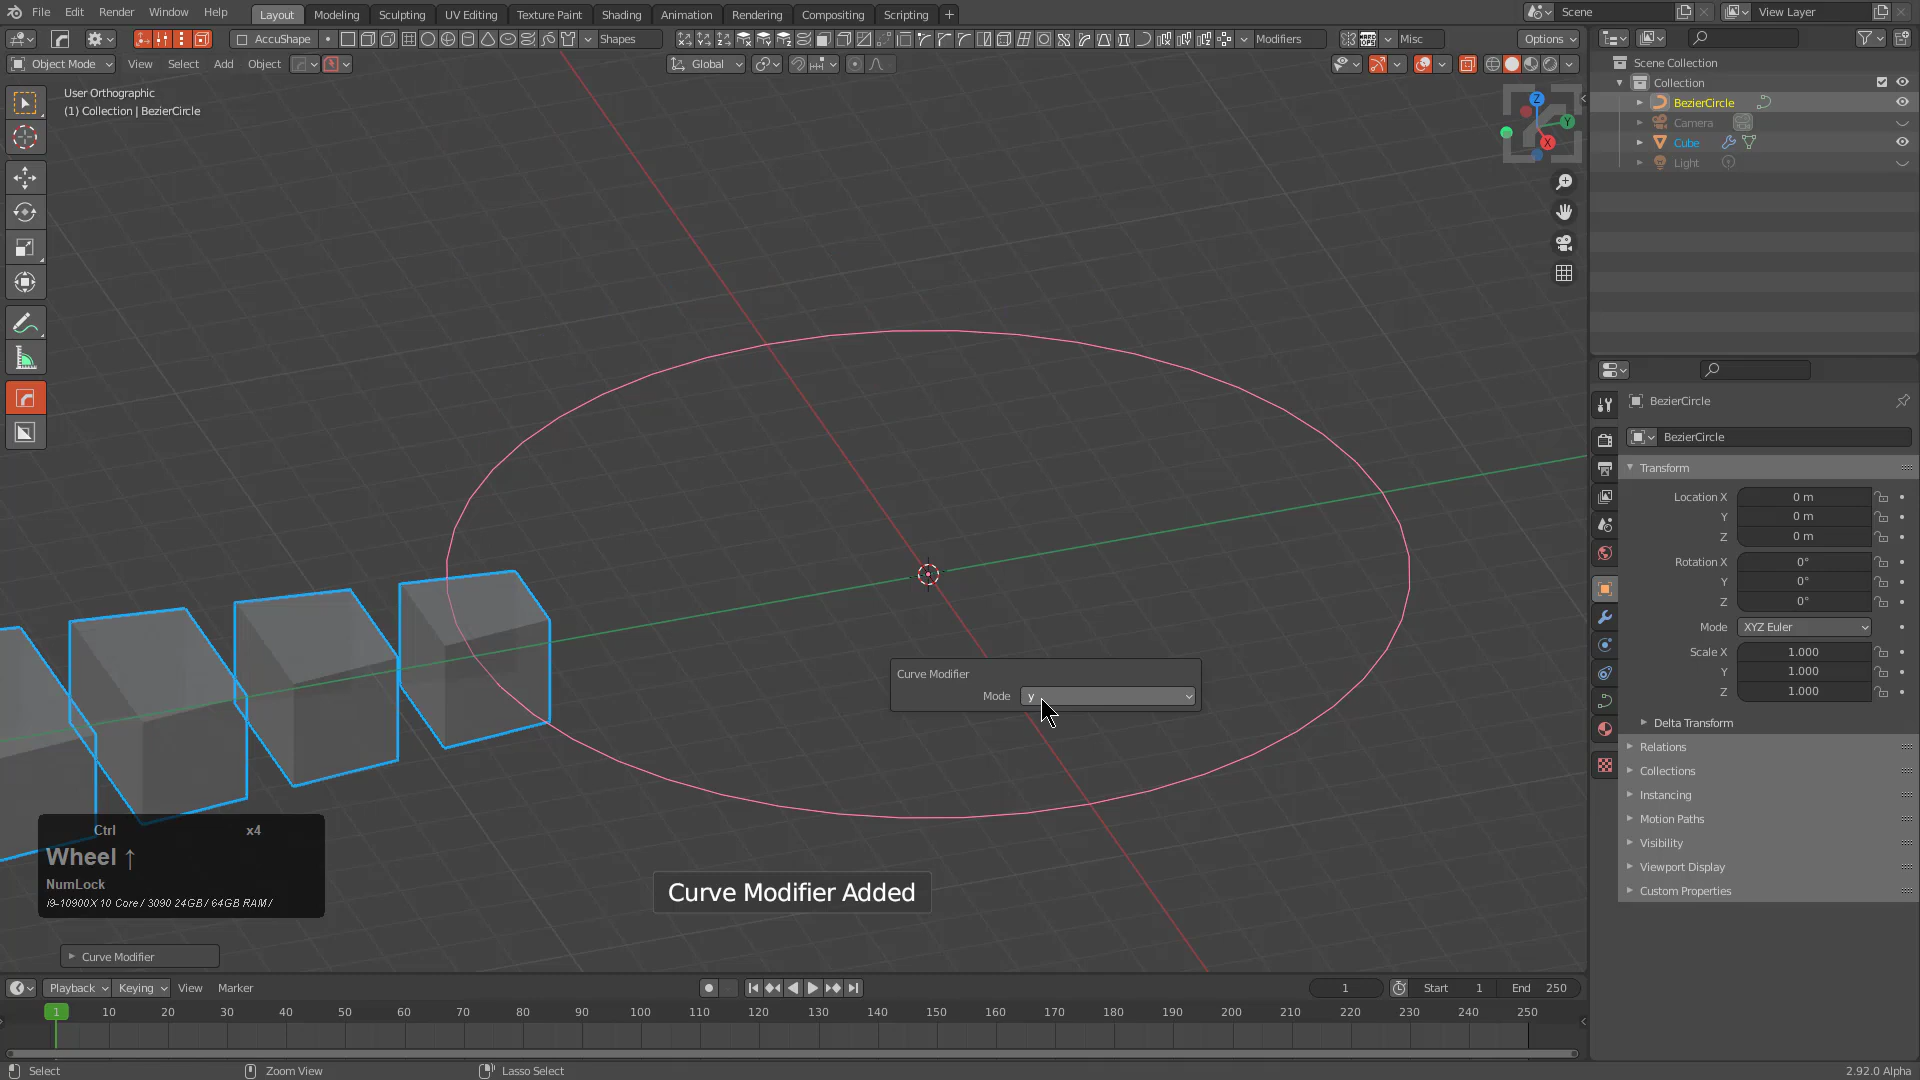 File Edit Render Window Help
Layout Modeling Sculpting UV Editing Texture Paint Shading Animation Rendering Compositing Scripting +
Scene
View Layer
AccuShape
Shapes
Modifiers
Misc
Options
Object Mode View Select Add Object
Global
User Orthographic
(1) Collection | BezierCircle
Z
Y
X
Scene Collection
Collection
BezierCircle
Camera
Cube
Light
BezierCircle
BezierCircle
Transform
Location X 0 m
Y 0 m
Z 0 m
Rotation X 0°
Y 0°
Z 0°
Mode XYZ Euler
Scale X 1.000
Y 1.000
Z 1.000
Delta Transform
Relations
Collections
Instancing
Motion Paths
Visibility
Viewport Display
Custom Properties
Curve Modifier
Mode y
Ctrl x4
Wheel ↑
NumLock
i9-10900X 10 Core / 3090 24GB / 64GB RAM /
Curve Modifier Added
Curve Modifier
Playback Keying View Marker
1 Start 1 End 250
1 10 20 30 40 50 60 70 80 90 100 110 120 130 140 150 160 170 180 190 200 210 220 230 240 250
Select Zoom View Lasso Select 2.92.0 Alpha